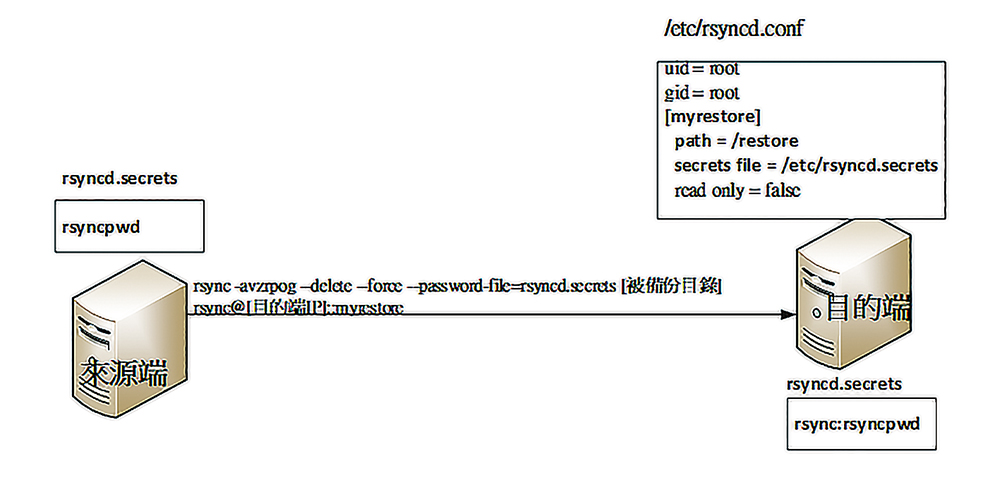 /etc/rsyncd.conf
uid = root
gid = root
[myrestore]
path = /restore
secrets file = /etc/rsyncd.secrets
read only = false
rsyncd.secrets
rsyncpwd
rsync -avzrpog --delete --force --password-file=rsyncd.secrets [被備份目錄]
rsync@[目的端IP]::myrestore
來源端
目的端
rsyncd.secrets
rsync:rsyncpwd